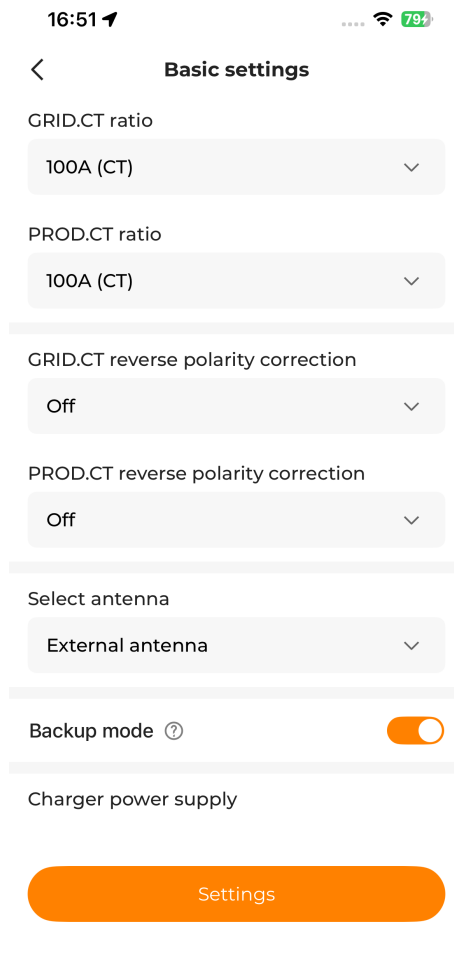 16:51
79
Basic settings
GRID.CT ratio
100A (CT)
PROD.CT ratio
100A (CT)
GRID.CT reverse polarity correction
Off
PROD.CT reverse polarity correction
Off
Select antenna
External antenna
Backup mode ?
Charger power supply
Settings